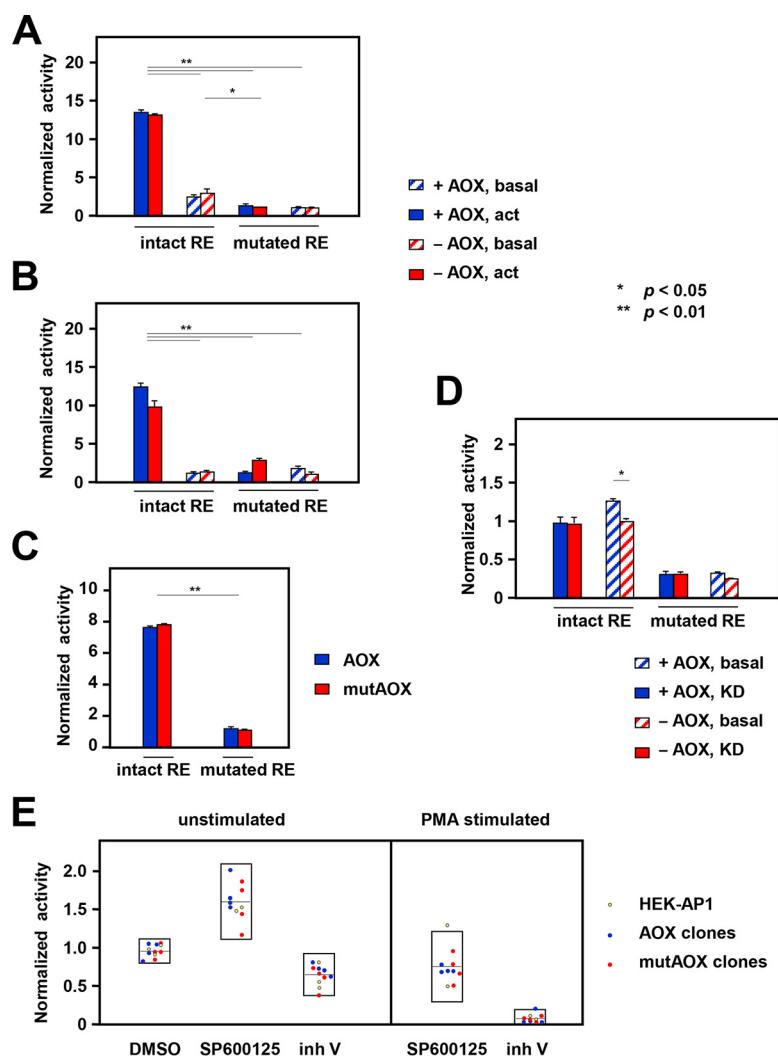 A
Normalized activity
20
15
10
5
0
**
*
intact RE mutated RE
+ AOX, basal
+ AOX, act
– AOX, basal
– AOX, act
* p < 0.05
** p < 0.01
B
Normalized activity
20
15
10
5
0
**
intact RE mutated RE
C
Normalized activity
10
8
6
4
2
0
**
intact RE mutated RE
AOX
mutAOX
D
Normalized activity
2
1.5
1
0.5
0
*
intact RE mutated RE
+ AOX, basal
+ AOX, KD
– AOX, basal
– AOX, KD
E
unstimulated PMA stimulated
Normalized activity
2.0
1.5
1.0
0.5
0
DMSO SP600125 inh V SP600125 inh V
HEK-AP1
AOX clones
mutAOX clones